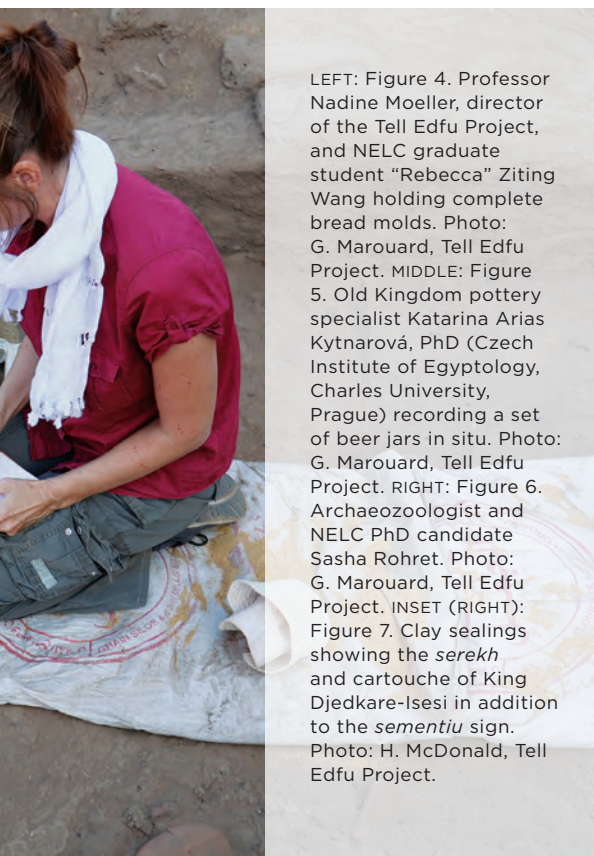 LEFT: Figure 4. Professor
Nadine Moeller, director
of the Tell Edfu Project,
and NELC graduate
student “Rebecca” Ziting
Wang holding complete
bread molds. Photo:
G. Marouard, Tell Edfu
Project. MIDDLE: Figure
5. Old Kingdom pottery
specialist Katarina Arias
Kytnarová, PhD (Czech
Institute of Egyptology,
Charles University,
Prague) recording a set
of beer jars in situ. Photo:
G. Marouard, Tell Edfu
Project. RIGHT: Figure 6.
Archaeozoologist and
NELC PhD candidate
Sasha Rohret. Photo:
G. Marouard, Tell Edfu
Project. INSET (RIGHT):
Figure 7. Clay sealings
showing the serekh
and cartouche of King
Djedkare-Isesi in addition
to the sementiu sign.
Photo: H. McDonald, Tell
Edfu Project.